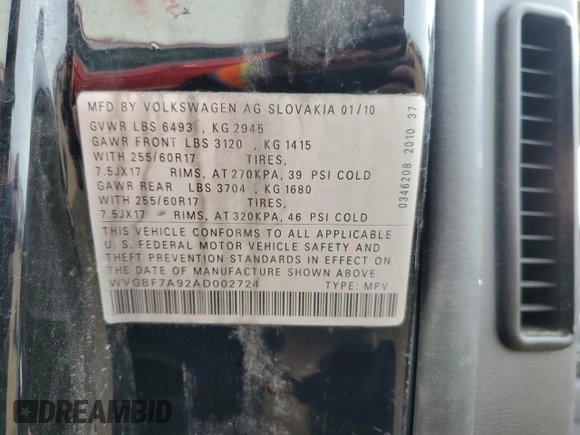 MFD BY VOLKSWAGEN AG SLOVAKIA 01/10
GVWR LBS 6493 , KG 2945
GAWR FRONT LBS 3120 , KG 1415
WITH 255/60R17 TIRES,
7.5JX17 RIMS, AT 270KPA, 39 PSI COLD
GAWR REAR LBS 3704 , KG 1680
WITH 255/60R17 TIRES,
7.5JX17 RIMS, AT 320KPA, 46 PSI COLD
THIS VEHICLE CONFORMS TO ALL APPLICABLE
U. S. FEDERAL MOTOR VEHICLE SAFETY AND
THEFT PREVENTION STANDARDS IN EFFECT ON
THE DATE OF MANUFACTURE SHOWN ABOVE.
WVGBF7A92AD002724 TYPE: MPV
0346208 2010 37
DREAMBID